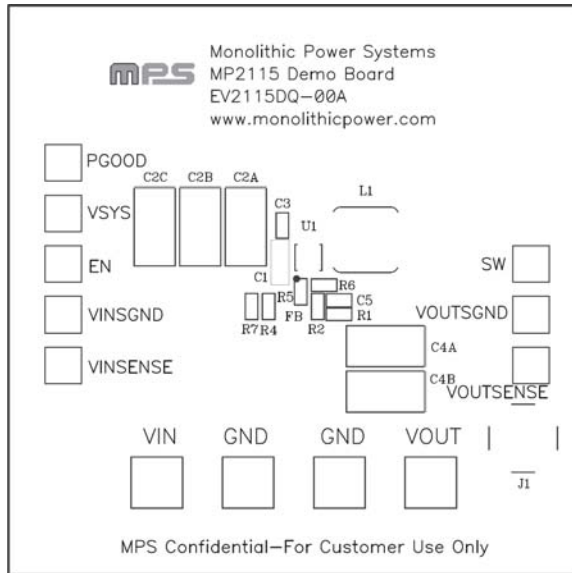 mps
Monolithic Power Systems
MP2115 Demo Board
EV2115DQ-00A
www.monolithicpower.com
PGOOD
VSYS
EN
VINSGND
VINSENSE
C2C
C2B
C2A
C3
U1
L1
C1
R5
FB
R6
C5
R1
R2
R7
R4
C4A
C4B
SW
VOUTSGND
VOUTSENSE
J1
VIN
GND
GND
VOUT
MPS Confidential-For Customer Use Only